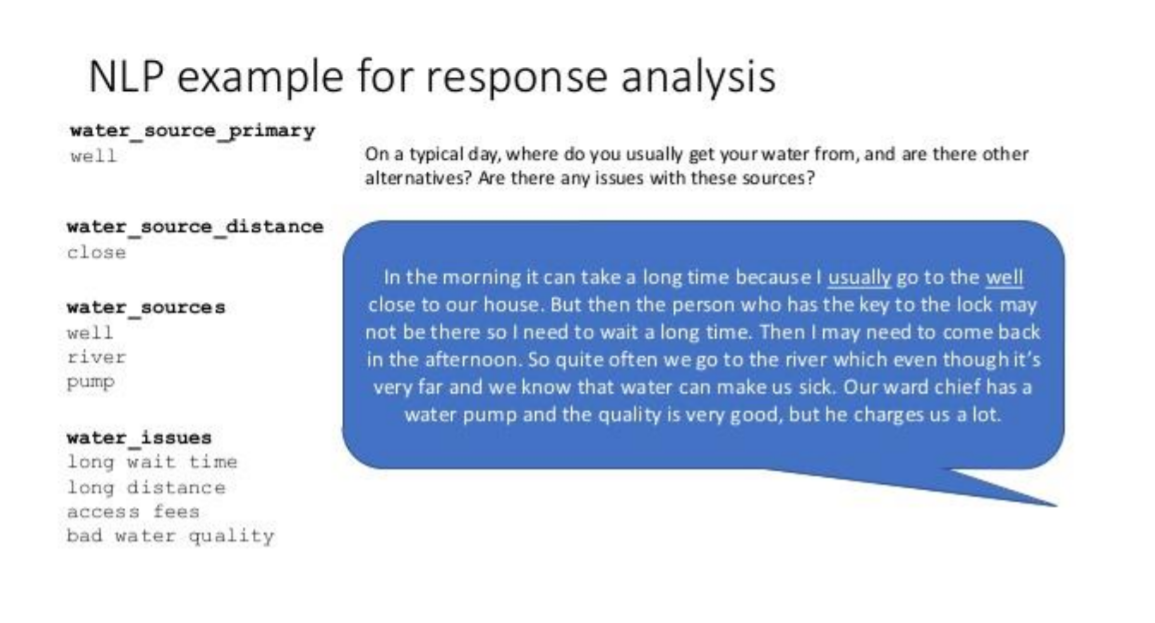 NLP example for response analysis
water_source_primary
well
On a typical day, where do you usually get your water from, and are there other
alternatives? Are there any issues with these sources?
water_source_distance
close
water_sources
well
river
pump
water_issues
long wait time
long distance
access fees
bad water quality
In the morning it can take a long time because I usually go to the well
close to our house. But then the person who has the key to the lock may
not be there so I need to wait a long time. Then I may need to come back
in the afternoon. So quite often we go to the river which even though it's
very far and we know that water can make us sick. Our ward chief has a
water pump and the quality is very good, but he charges us a lot.